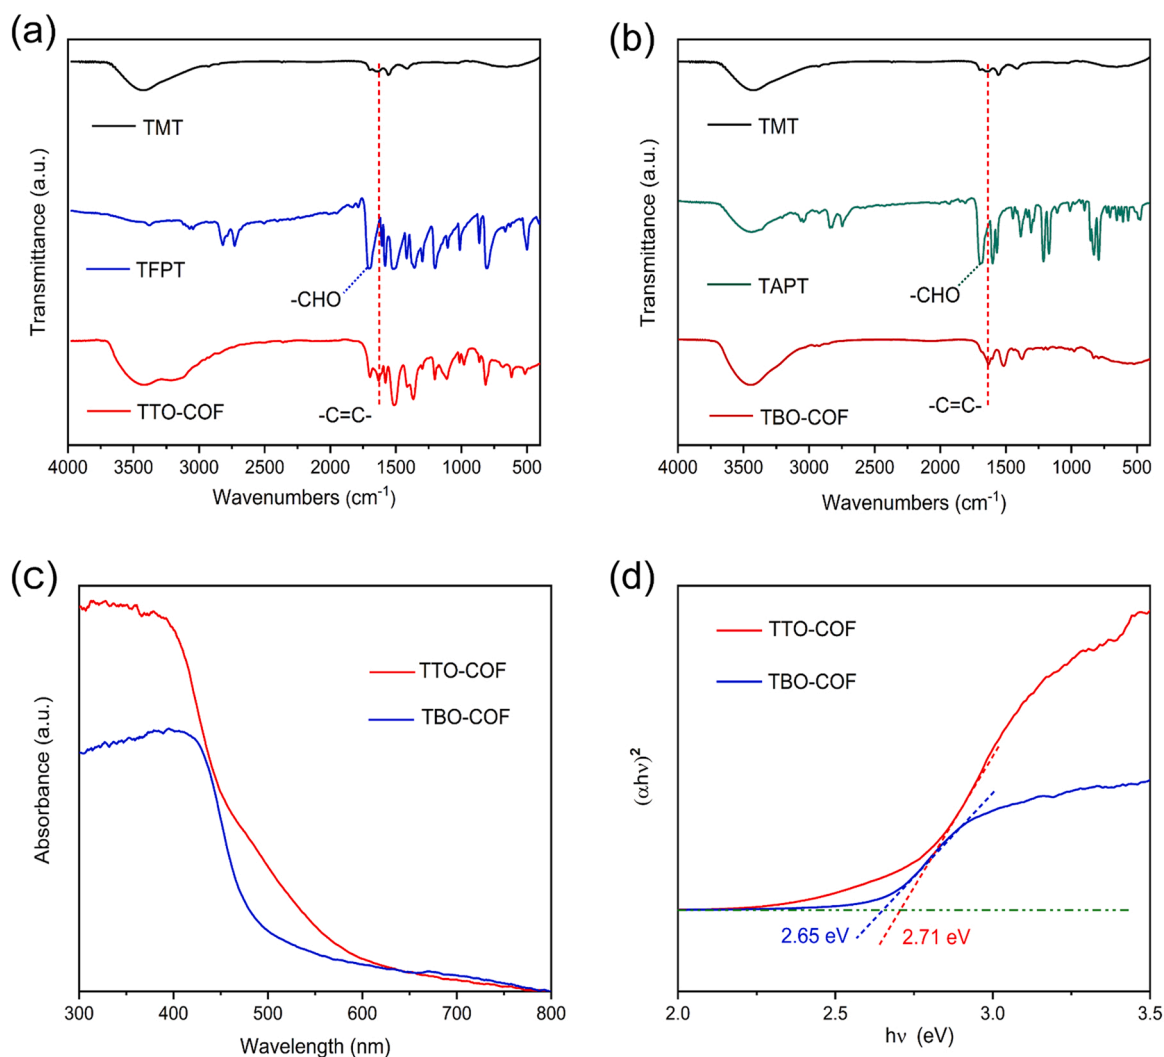 (a)
TMT
TFPT
-CHO
TTO-COF
-C=C-
Transmittance (a.u.)
4000 3500 3000 2500 2000 1500 1000 500
Wavenumbers (cm⁻¹)
(b)
TMT
TAPT
-CHO
TBO-COF
-C=C-
Transmittance (a.u.)
4000 3500 3000 2500 2000 1500 1000 500
Wavenumbers (cm⁻¹)
(c)
TTO-COF
TBO-COF
Absorbance (a.u.)
300 400 500 600 700 800
Wavelength (nm)
(d)
TTO-COF
TBO-COF
(αhν)²
2.65 eV
2.71 eV
2.0 2.5 3.0 3.5
hν (eV)